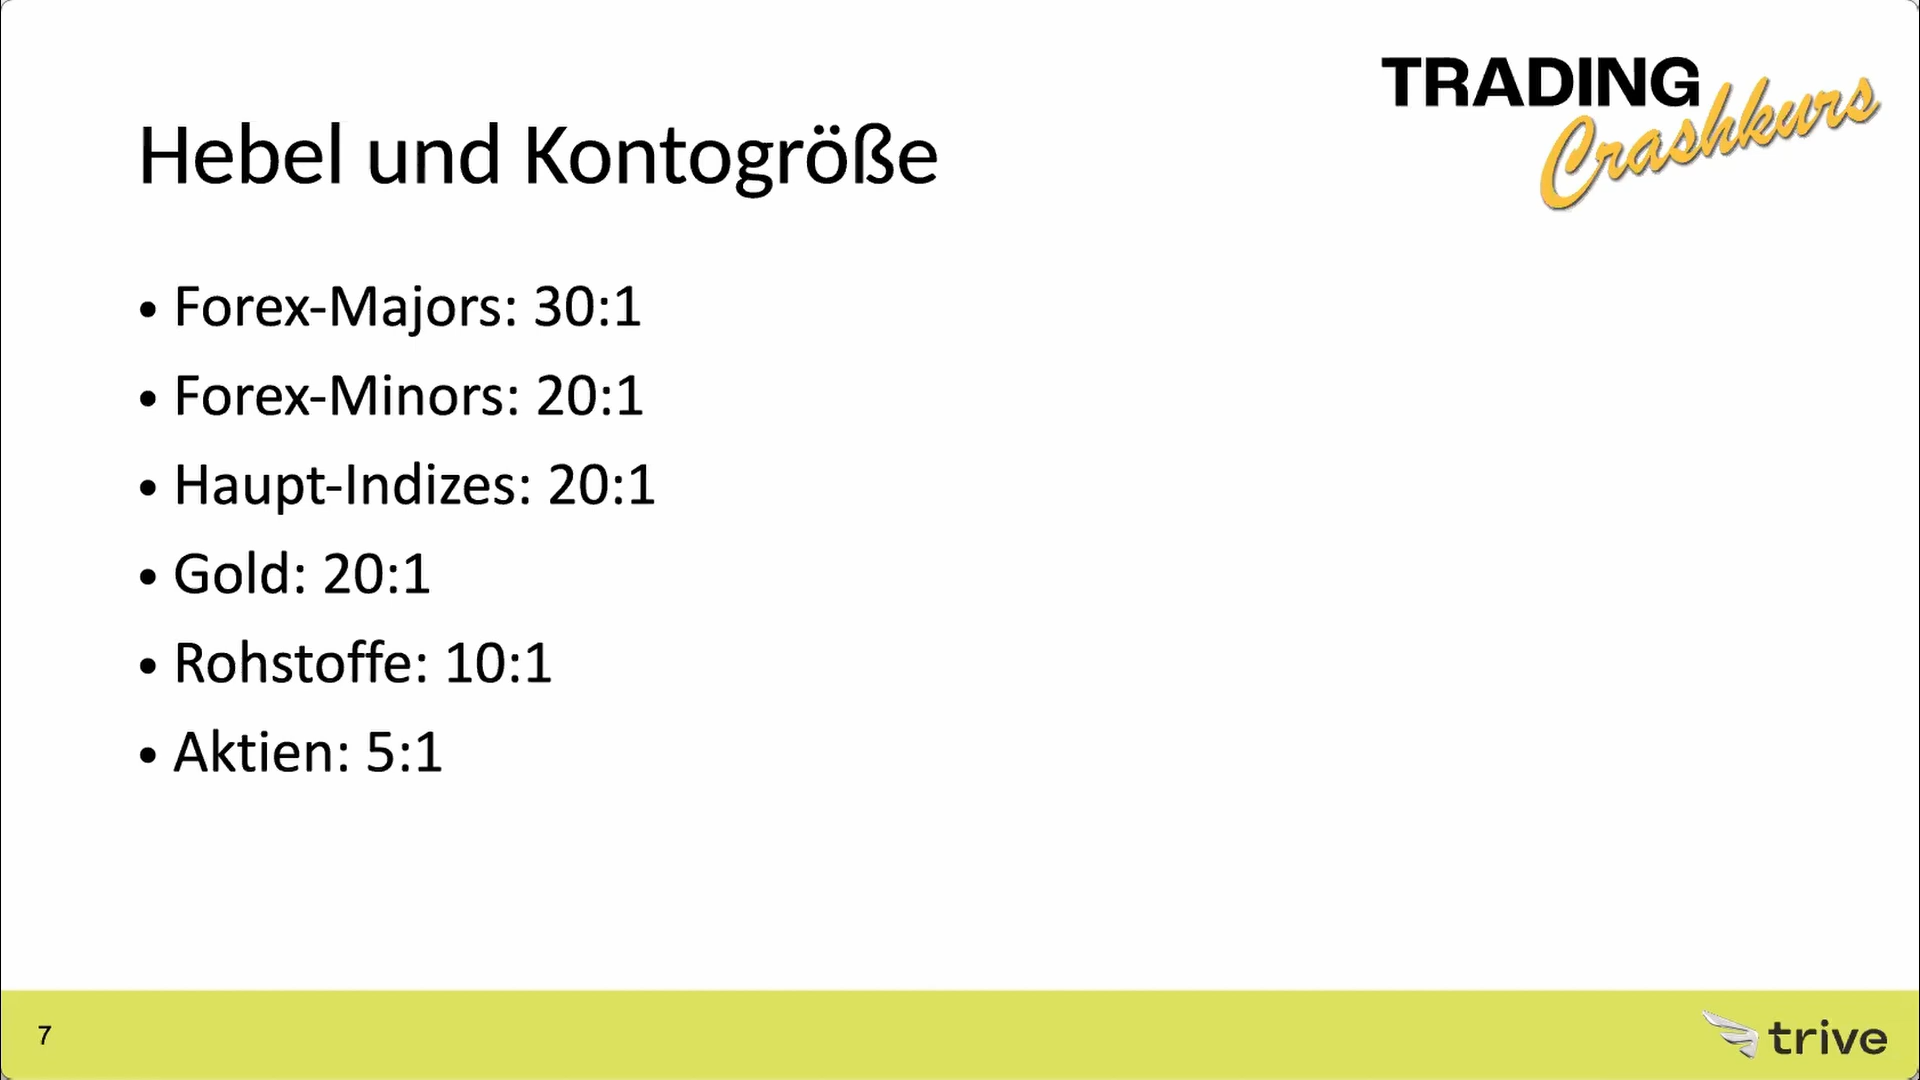 TRADING
Crashkurs
Hebel und Kontogröße
• Forex-Majors: 30:1
• Forex-Minors: 20:1
• Haupt-Indizes: 20:1
• Gold: 20:1
• Rohstoffe: 10:1
• Aktien: 5:1
7
trive